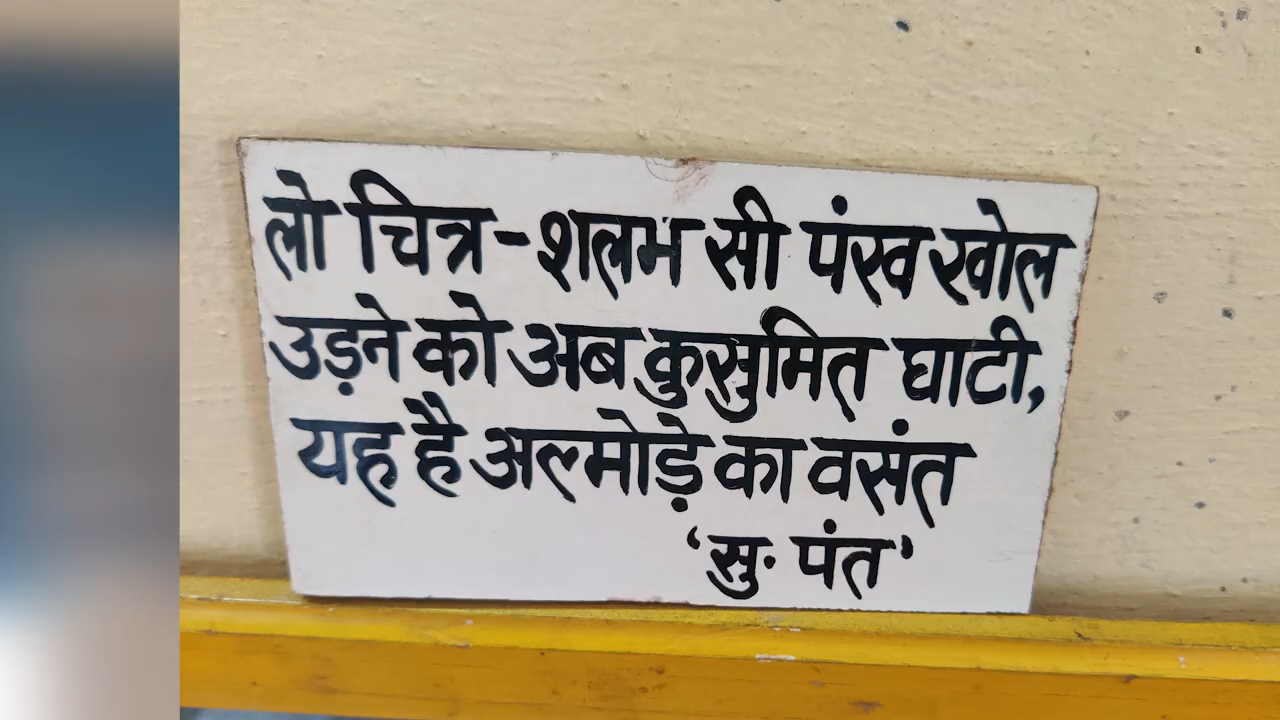 लो चित्र-शलभ सी पंख खोल
उड़ने को अब कुसुमित घाटी,
यह है अल्मोड़े का वसंत
‘सु. पंत’